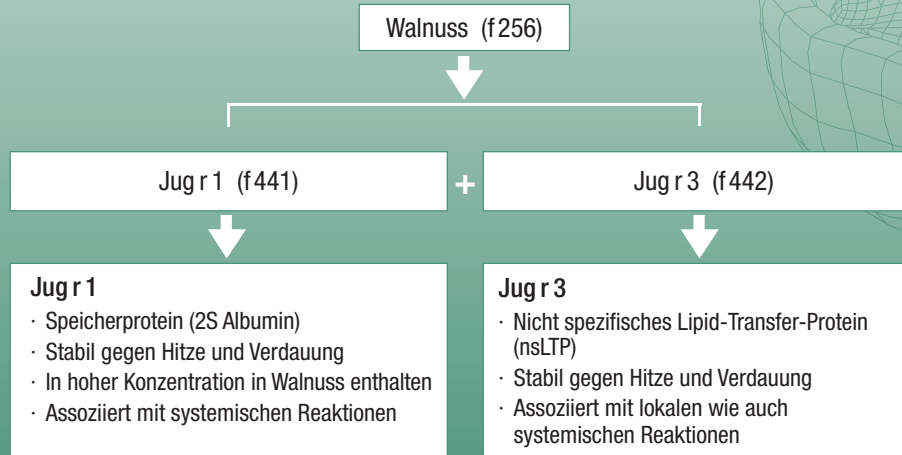 Walnuss (f256)
Jug r 1 (f441)
+
Jug r 3 (f442)
Jug r 1
· Speicherprotein (2S Albumin)
· Stabil gegen Hitze und Verdauung
· In hoher Konzentration in Walnuss enthalten
· Assoziiert mit systemischen Reaktionen
Jug r 3
· Nicht spezifisches Lipid-Transfer-Protein
(nsLTP)
· Stabil gegen Hitze und Verdauung
· Assoziiert mit lokalen wie auch
systemischen Reaktionen